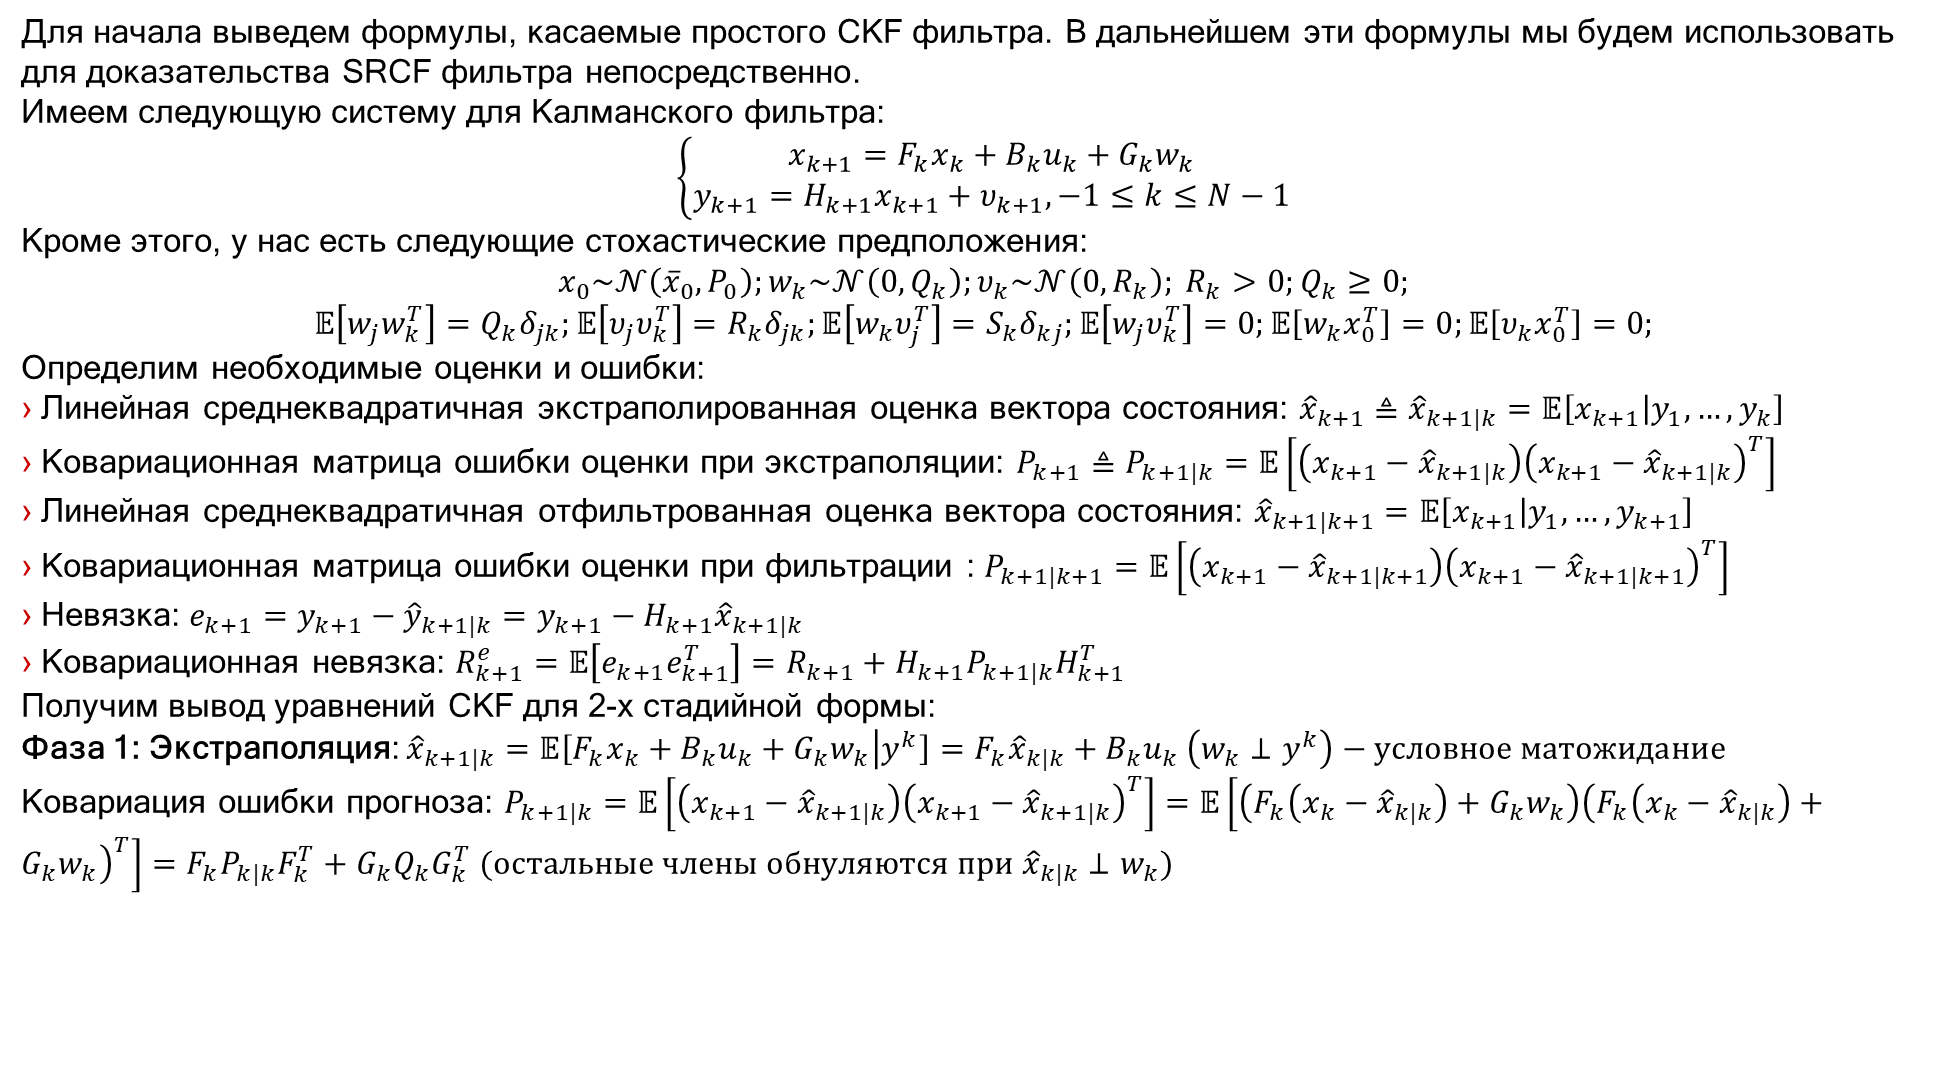 Для начала выведем формулы, касаемые простого CKF фильтра. В дальнейшем эти формулы мы будем использовать
для доказательства SRCF фильтра непосредственно.
Имеем следующую систему для Калманского фильтра:
{ x_{k+1} = F_k x_k + B_k u_k + G_k w_k
y_{k+1} = H_{k+1} x_{k+1} + υ_{k+1}, −1 ≤ k ≤ N − 1
Кроме этого, у нас есть следующие стохастические предположения:
x_0~𝒩(x̄_0, P_0); w_k~𝒩(0, Q_k); υ_k~𝒩(0, R_k); R_k > 0; Q_k ≥ 0;
𝔼[w_j w_k^T] = Q_k δ_{jk}; 𝔼[υ_j υ_k^T] = R_k δ_{jk}; 𝔼[w_k υ_j^T] = S_k δ_{kj}; 𝔼[w_j υ_k^T] = 0; 𝔼[w_k x_0^T] = 0; 𝔼[υ_k x_0^T] = 0;
Определим необходимые оценки и ошибки:
› Линейная среднеквадратичная экстраполированная оценка вектора состояния: x̂_{k+1} ≜ x̂_{k+1|k} = 𝔼[x_{k+1}|y_1, … , y_k]
› Ковариационная матрица ошибки оценки при экстраполяции: P_{k+1} ≜ P_{k+1|k} = 𝔼[(x_{k+1} − x̂_{k+1|k})(x_{k+1} − x̂_{k+1|k})^T]
› Линейная среднеквадратичная отфильтрованная оценка вектора состояния: x̂_{k+1|k+1} = 𝔼[x_{k+1}|y_1, … , y_{k+1}]
› Ковариационная матрица ошибки оценки при фильтрации : P_{k+1|k+1} = 𝔼[(x_{k+1} − x̂_{k+1|k+1})(x_{k+1} − x̂_{k+1|k+1})^T]
› Невязка: e_{k+1} = y_{k+1} − ŷ_{k+1|k} = y_{k+1} − H_{k+1} x̂_{k+1|k}
› Ковариационная невязка: R_{k+1}^e = 𝔼[e_{k+1} e_{k+1}^T] = R_{k+1} + H_{k+1} P_{k+1|k} H_{k+1}^T
Получим вывод уравнений CKF для 2-х стадийной формы:
Фаза 1: Экстраполяция: x̂_{k+1|k} = 𝔼[F_k x_k + B_k u_k + G_k w_k|y^k] = F_k x̂_{k|k} + B_k u_k (w_k ⊥ y^k) − условное матожидание
Ковариация ошибки прогноза: P_{k+1|k} = 𝔼[(x_{k+1} − x̂_{k+1|k})(x_{k+1} − x̂_{k+1|k})^T] = 𝔼[(F_k(x_k − x̂_{k|k}) + G_k w_k)(F_k(x_k − x̂_{k|k}) +
G_k w_k)^T] = F_k P_{k|k} F_k^T + G_k Q_k G_k^T (остальные члены обнуляются при x̂_{k|k} ⊥ w_k)